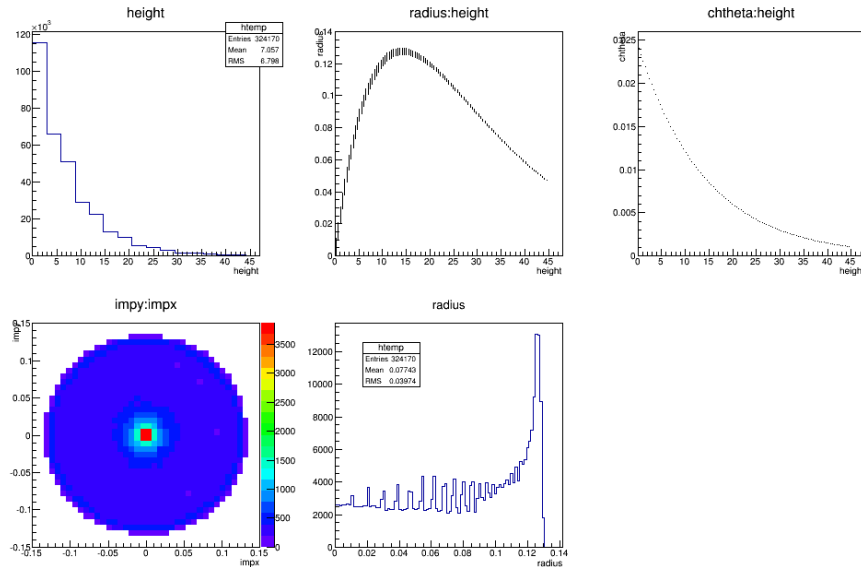 height
×10³
htemp
Entries 324170
Mean 7.057
RMS 6.798
120
100
80
60
40
20
0
0 5 10 15 20 25 30 35 40 45
height
radius:height
radius
0.14
0.12
0.1
0.08
0.06
0.04
0.02
0
0 5 10 15 20 25 30 35 40 45
height
chtheta:height
chtheta
0.025
0.02
0.015
0.01
0.005
0
0 5 10 15 20 25 30 35 40 45
height
impy:impx
impy
0.15
0.1
0.05
0
-0.05
-0.1
-0.15
-0.15 -0.1 -0.05 0 0.05 0.1 0.15
impx
3500
3000
2500
2000
1500
1000
500
0
radius
htemp
Entries 324170
Mean 0.07743
RMS 0.03974
12000
10000
8000
6000
4000
2000
0
0 0.02 0.04 0.06 0.08 0.1 0.12 0.14
radius